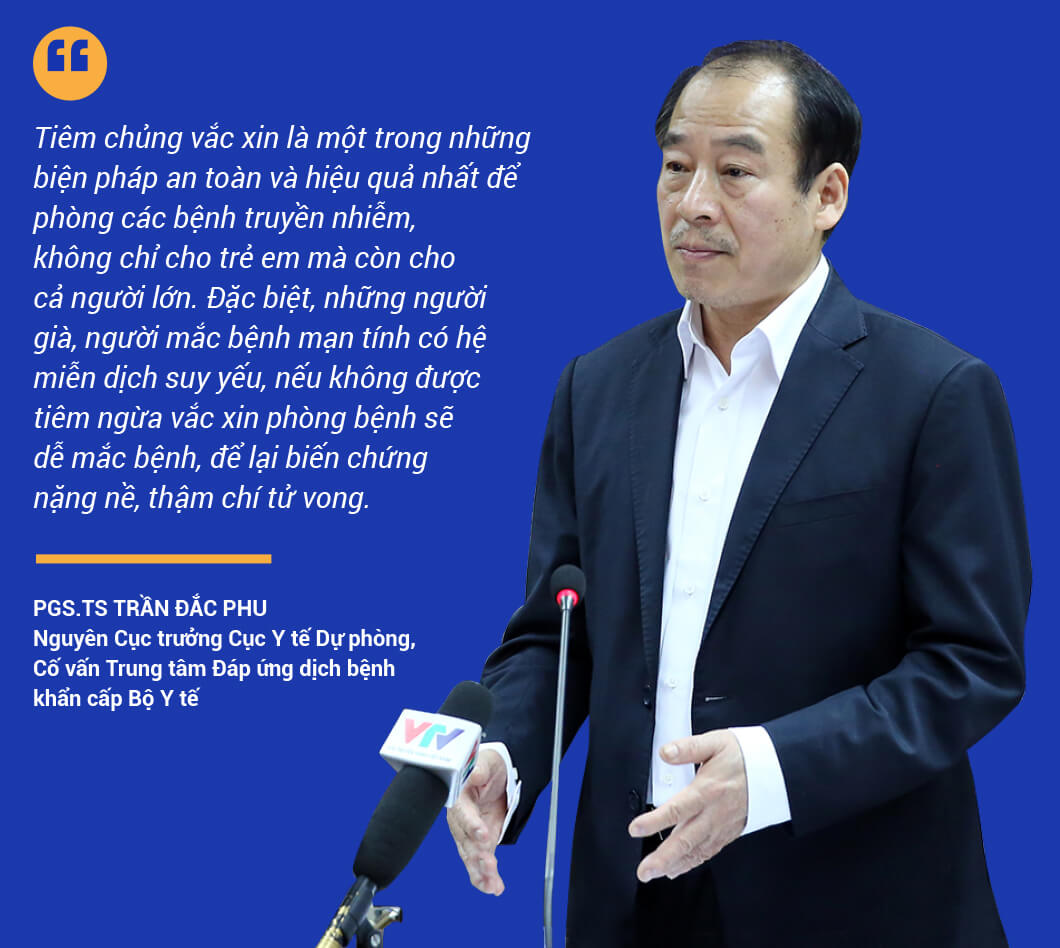 Tiêm chủng vắc xin là một trong những
biện pháp an toàn và hiệu quả nhất để
phòng các bệnh truyền nhiễm,
không chỉ cho trẻ em mà còn cho
cả người lớn. Đặc biệt, những người
già, người mắc bệnh mạn tính có hệ
miễn dịch suy yếu, nếu không được
tiêm ngừa vắc xin phòng bệnh sẽ
dễ mắc bệnh, để lại biến chứng
nặng nề, thậm chí tử vong.
PGS.TS TRẦN ĐẮC PHU
Nguyên Cục trưởng Cục Y tế Dự phòng,
Cố vấn Trung tâm Đáp ứng dịch bệnh
khẩn cấp Bộ Y tế
VTV